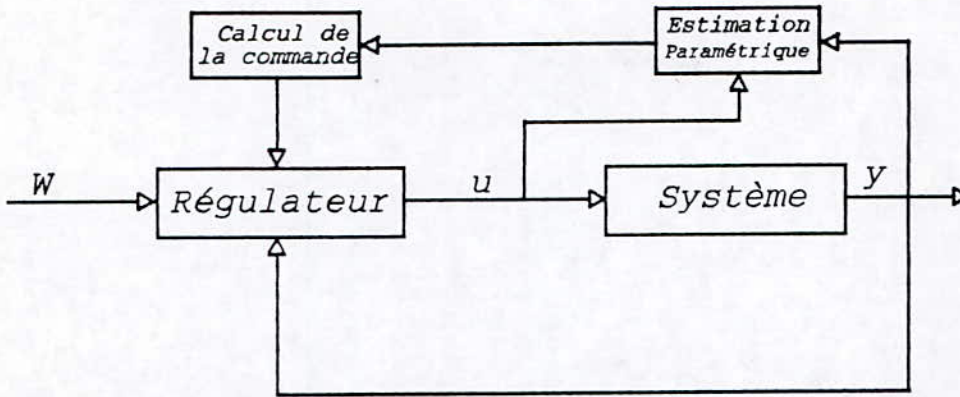 Calcul de
la commande
Estimation
Paramétrique
W
Régulateur
u
Système
y